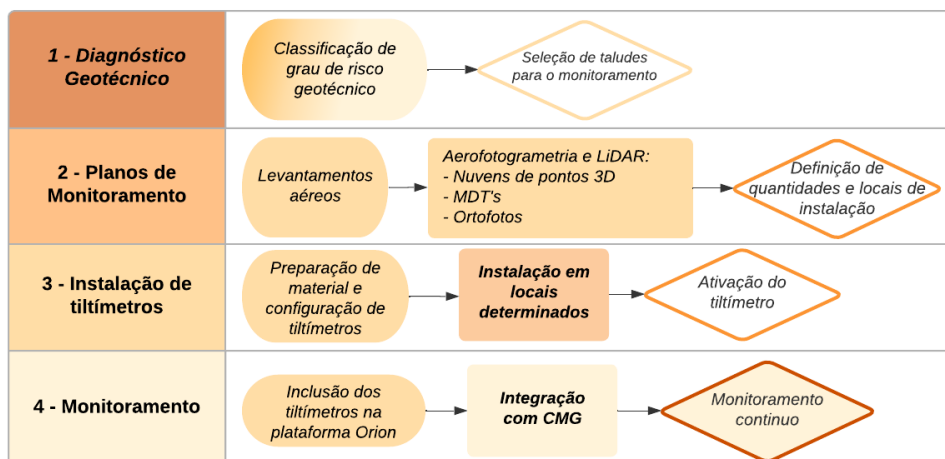 1 - Diagnóstico
Geotécnico
Classificação de
grau de risco
geotécnico
Seleção de taludes
para o monitoramento
2 - Planos de
Monitoramento
Levantamentos
aéreos
Aerofotogrametria e LiDAR:
- Nuvens de pontos 3D
- MDT's
- Ortofotos
Definição de
quantidades e locais de
instalação
3 - Instalação de
tiltímetros
Preparação de
material e
configuração de
tiltímetros
Instalação em
locais
determinados
Ativação do
tiltímetro
4 - Monitoramento
Inclusão dos
tiltímetros na
plataforma Orion
Integração
com CMG
Monitoramento
continuo